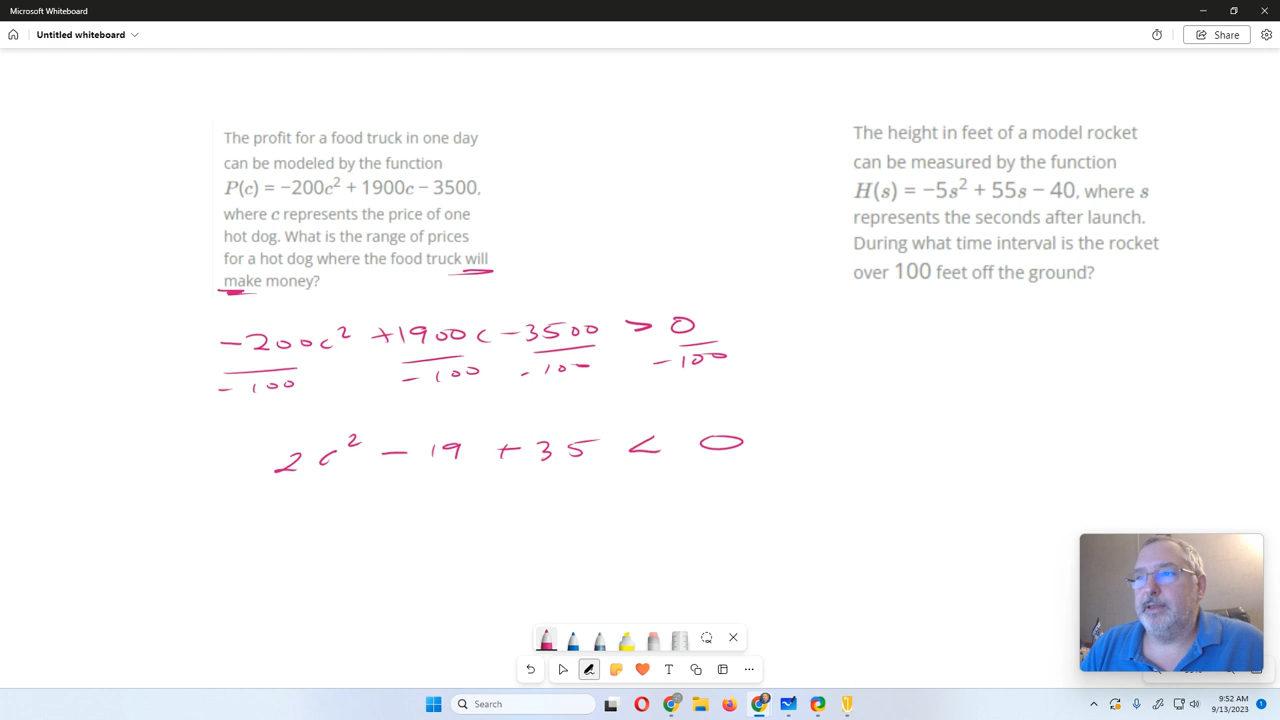 Microsoft Whiteboard
Untitled whiteboard
Share
The profit for a food truck in one day
can be modeled by the function
P(c) = −200c² + 1900c − 3500,
where c represents the price of one
hot dog. What is the range of prices
for a hot dog where the food truck will
make money?
The height in feet of a model rocket
can be measured by the function
H(s) = −5s² + 55s − 40, where s
represents the seconds after launch.
During what time interval is the rocket
over 100 feet off the ground?
-200c² +1900c -3500 > 0
-100 -100 -100 -100
2c² - 19 + 35 < 0
Search
9:52 AM
9/13/2023